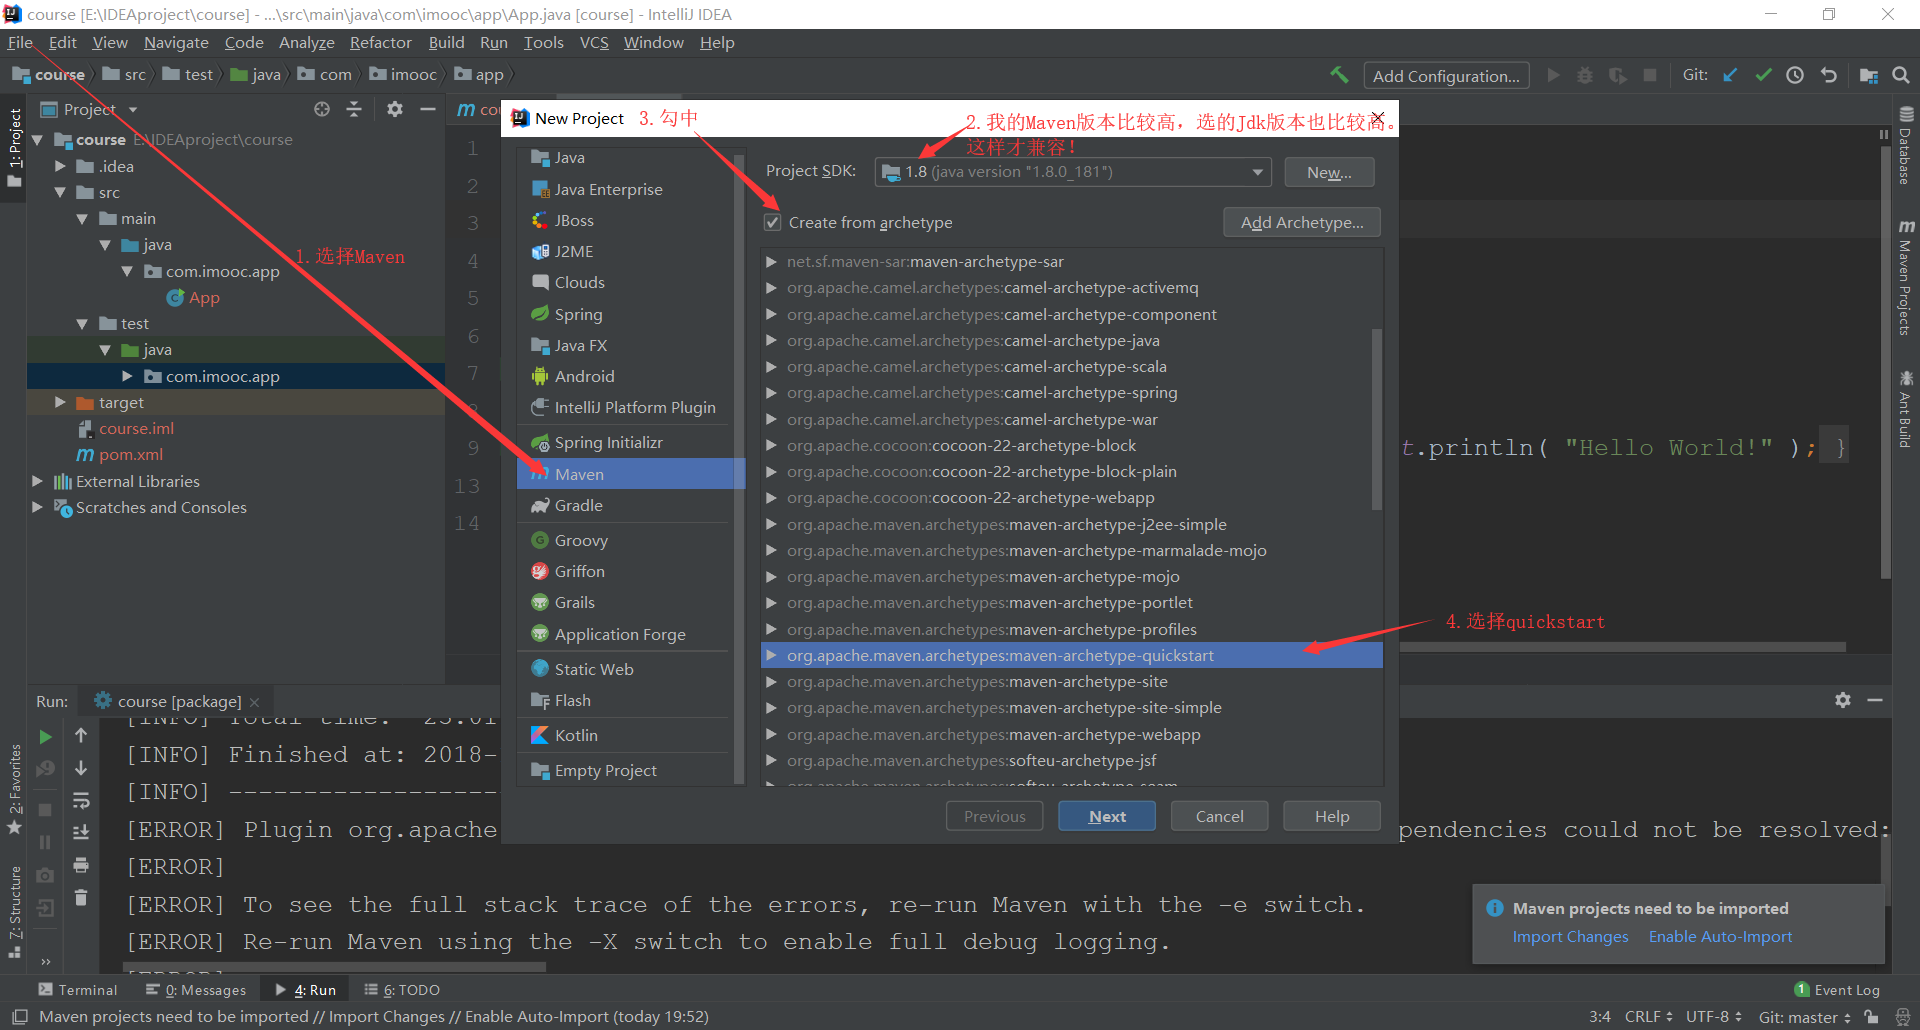 course [E:\IDEAproject\course] - ...\src\main\java\com\imooc\app\App.java [course] - IntelliJ IDEA
File Edit View Navigate Code Analyze Refactor Build Run Tools VCS Window Help
course src test java com imooc app
Add Configuration... Git:
1: Project
Project
course E:\IDEAproject\course
.idea
src
main
java
com.imooc.app
App
test
java
com.imooc.app
target
course.iml
pom.xml
External Libraries
Scratches and Consoles
1.选择Maven
m co
1
2
3
4
5
6
7
9
13
14
New Project
3.勾中
2.我的Maven版本比较高，选的Jdk版本也比较高。
这样才兼容！
Java
Java Enterprise
JBoss
J2ME
Clouds
Spring
Java FX
Android
IntelliJ Platform Plugin
Spring Initializr
Maven
Gradle
Groovy
Griffon
Grails
Application Forge
Static Web
Flash
Kotlin
Empty Project
Project SDK: 1.8 (java version "1.8.0_181") New...
Create from archetype Add Archetype...
net.sf.maven-sar:maven-archetype-sar
org.apache.camel.archetypes:camel-archetype-activemq
org.apache.camel.archetypes:camel-archetype-component
org.apache.camel.archetypes:camel-archetype-java
org.apache.camel.archetypes:camel-archetype-scala
org.apache.camel.archetypes:camel-archetype-spring
org.apache.camel.archetypes:camel-archetype-war
org.apache.cocoon:cocoon-22-archetype-block
org.apache.cocoon:cocoon-22-archetype-block-plain
org.apache.cocoon:cocoon-22-archetype-webapp
org.apache.maven.archetypes:maven-archetype-j2ee-simple
org.apache.maven.archetypes:maven-archetype-marmalade-mojo
org.apache.maven.archetypes:maven-archetype-mojo
org.apache.maven.archetypes:maven-archetype-portlet
org.apache.maven.archetypes:maven-archetype-profiles
org.apache.maven.archetypes:maven-archetype-quickstart
org.apache.maven.archetypes:maven-archetype-site
org.apache.maven.archetypes:maven-archetype-site-simple
org.apache.maven.archetypes:maven-archetype-webapp
org.apache.maven.archetypes:softeu-archetype-jsf
Previous Next Cancel Help
4.选择quickstart
t.println( "Hello World!" ); }
Database
Maven Projects
Ant Build
2: Favorites
7: Structure
Run: course [package]
[INFO] Total time:
[INFO] Finished at: 2018-
[INFO] ------------------
[ERROR] Plugin org.apache pendencies could not be resolved:
[ERROR]
[ERROR] To see the full stack trace of the errors, re-run Maven with the -e switch.
[ERROR] Re-run Maven using the -X switch to enable full debug logging.
Maven projects need to be imported
Import Changes Enable Auto-Import
Terminal 0: Messages 4: Run 6: TODO 1 Event Log
Maven projects need to be imported // Import Changes // Enable Auto-Import (today 19:52) 3:4 CRLF UTF-8 Git: master